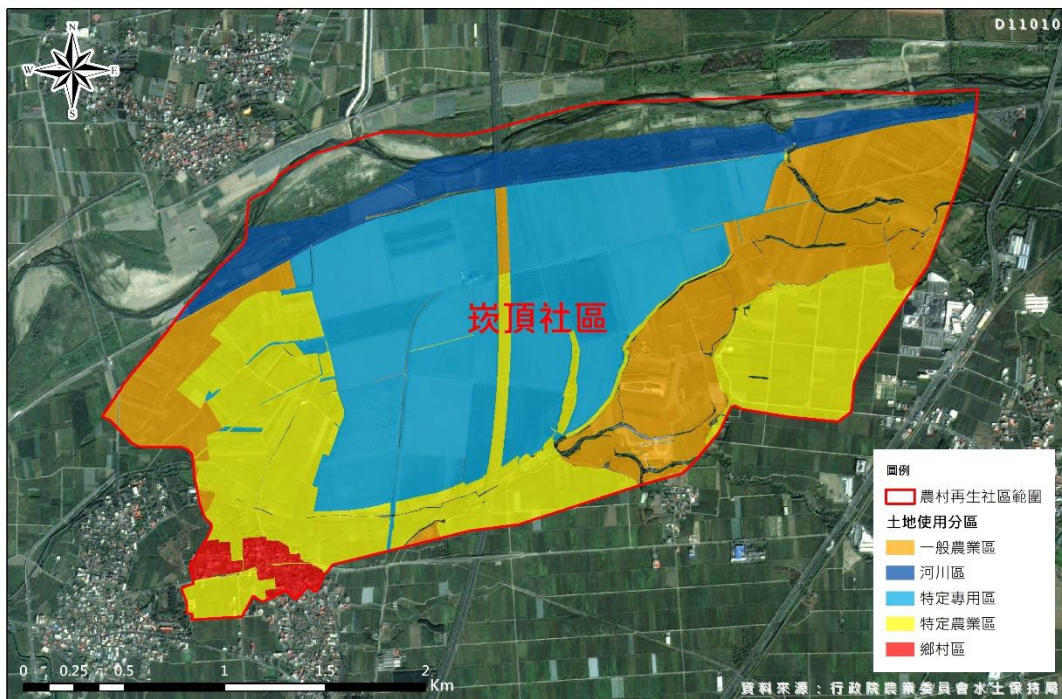 D11010
N
W
E
S
崁頂社區
圖例
農村再生社區範圍
土地使用分區
一般農業區
河川區
特定專用區
特定農業區
鄉村區
0 0.25 0.5 1 1.5 2
Km
資料來源：行政院農業委員會水土保持局